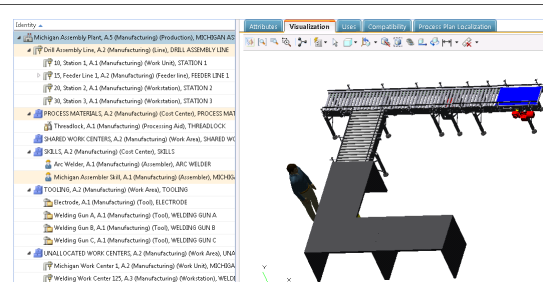 Identity
Michigan Assembly Plant, A.5 (Manufacturing) (Production), MICHIGAN AS
Drill Assembly Line, A.2 (Manufacturing) (Line), DRILL ASSEMBLY LINE
10, Station 1, A.1 (Manufacturing) (Work Unit), STATION 1
15, Feeder Line 1, A.2 (Manufacturing) (Feeder line), FEEDER LINE 1
20, Station 2, A.1 (Manufacturing) (Workstation), STATION 2
30, Station 3, A.1 (Manufacturing) (Workstation), STATION 3
PROCESS MATERIALS, A.2 (Manufacturing) (Cost Center), PROCESS MAT
Threadlock, A.1 (Manufacturing) (Processing Aid), THREADLOCK
SHARED WORK CENTERS, A.2 (Manufacturing) (Work Area), SHARED WO
SKILLS, A.2 (Manufacturing) (Cost Center), SKILLS
Arc Welder, A.1 (Manufacturing) (Assembler), ARC WELDER
Michigan Assembler Skill, A.1 (Manufacturing) (Assembler), MICHIGA
TOOLING, A.2 (Manufacturing) (Work Area), TOOLING
Electrode, A.1 (Manufacturing) (Tool), ELECTRODE
Welding Gun A, A.1 (Manufacturing) (Tool), WELDING GUN A
Welding Gun B, A.1 (Manufacturing) (Tool), WELDING GUN B
Welding Gun C, A.1 (Manufacturing) (Tool), WELDING GUN C
UNALLOCATED WORK CENTERS, A.2 (Manufacturing) (Work Area), UNA
Michigan Work Center 1, A.2 (Manufacturing) (Work Unit), MICHIGA
Welding Work Center 125, A.3 (Manufacturing) (Workstation), WELDI
Attributes Visualization Uses Compatibility Process Plan Localization
Y
X